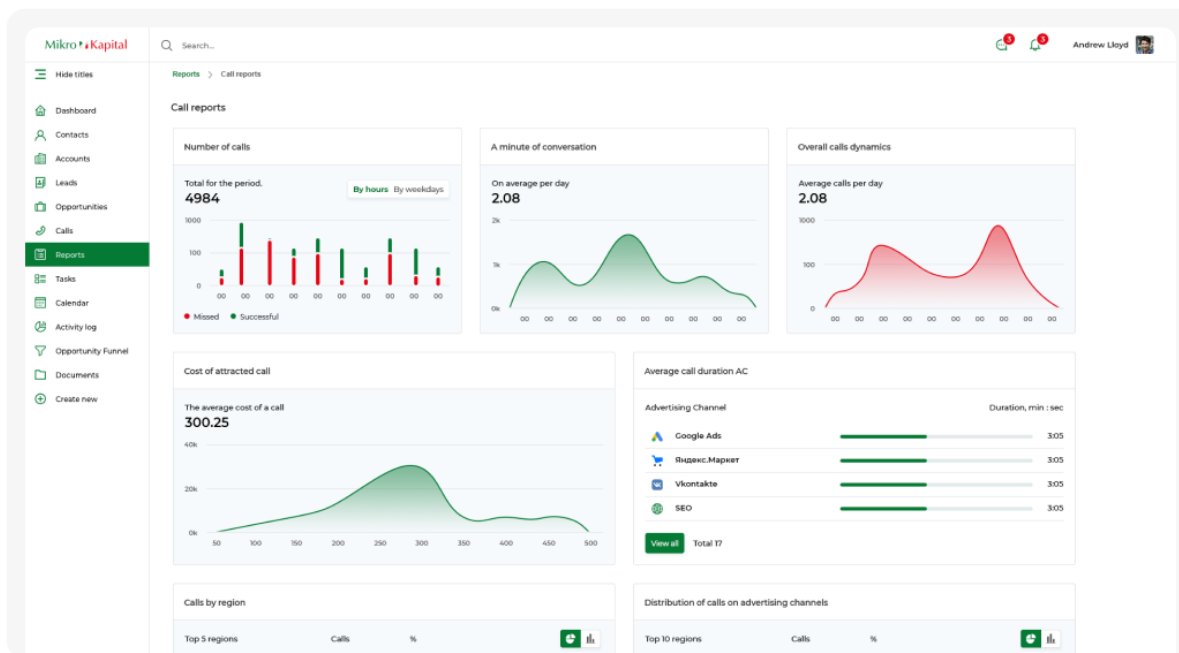 Mikro Kapital
Search...
3
3
Andrew Lloyd
Hide titles
Reports > Call reports
Dashboard
Contacts
Accounts
Leads
Opportunities
Calls
Reports
Tasks
Calendar
Activity log
Opportunity Funnel
Documents
Create new
Call reports
Number of calls
Total for the period.
4984
By hours By weekdays
1000
100
0
00 00 00 00 00 00 00 00 00 00
Missed Successful
A minute of conversation
On average per day
2.08
2k
1k
0k
00 00 00 00 00 00 00 00 00 00
Overall calls dynamics
Average calls per day
2.08
1000
100
0
00 00 00 00 00 00 00 00 00 00
Cost of attracted call
The average cost of a call
300.25
40k
20k
0k
50 100 150 200 250 300 350 400 450 500
Average call duration AC
Advertising Channel Duration, min : sec
Google Ads 3:05
Яндекс.Маркет 3:05
Vkontakte 3:05
SEO 3:05
View all Total 17
Calls by region
Top 5 regions Calls %
Distribution of calls on advertising channels
Top 10 regions Calls %